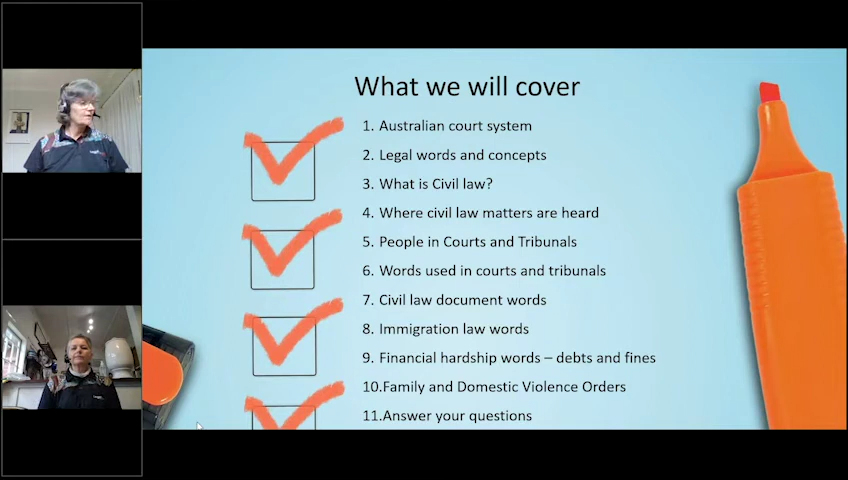 What we will cover
1. Australian court system
2. Legal words and concepts
3. What is Civil law?
4. Where civil law matters are heard
5. People in Courts and Tribunals
6. Words used in courts and tribunals
7. Civil law document words
8. Immigration law words
9. Financial hardship words – debts and fines
10.Family and Domestic Violence Orders
11.Answer your questions